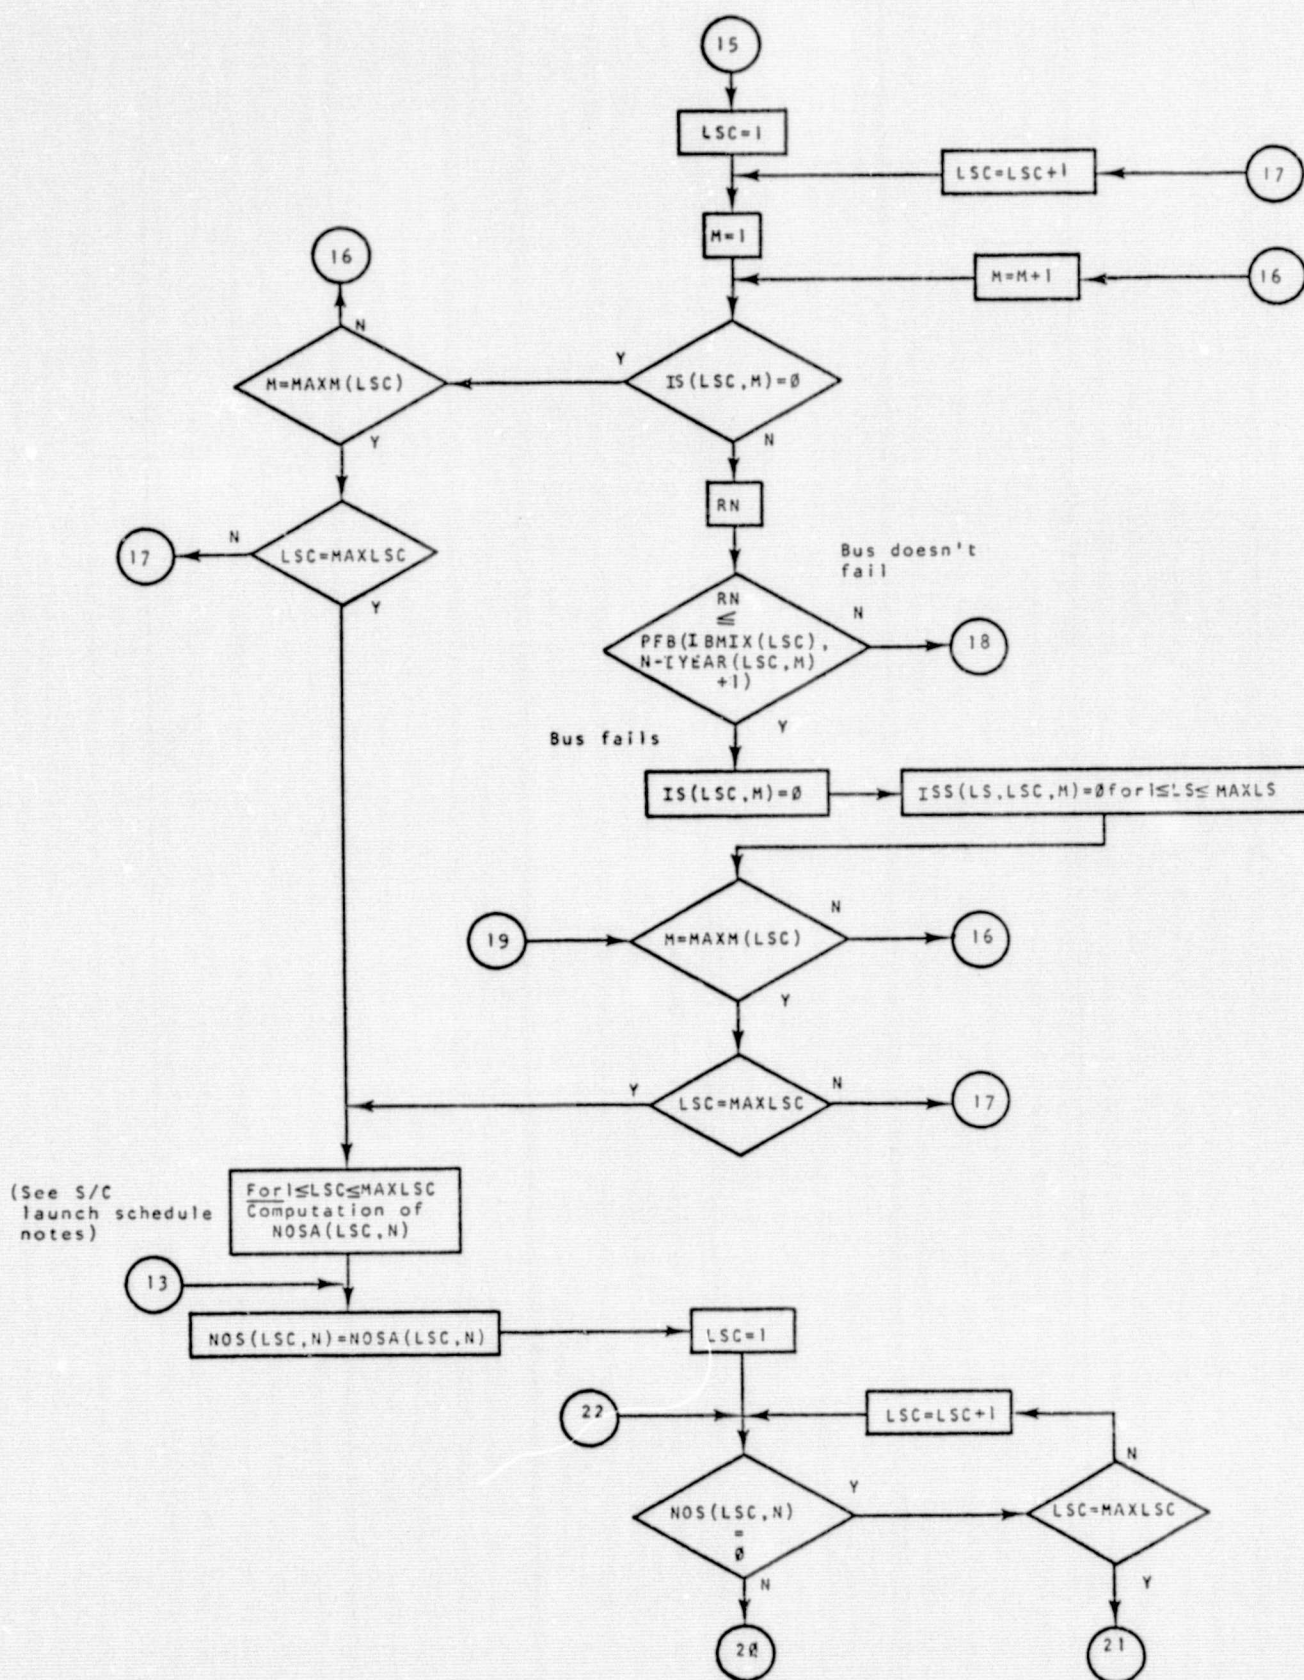 15
LSC=1
LSC=LSC+1
17
M=1
16
M=M+1
16
N
M=MAXM(LSC)
Y
IS(LSC,M)=Ø
Y
N
RN
N
17
LSC=MAXLSC
Y
Bus doesn't
fail
RN
≤
PFB(IBMIX(LSC),
N-IYEAR(LSC,M)
+1)
N
18
Y
Bus fails
IS(LSC,M)=Ø
ISS(LS,LSC,M)=Øfor1≤LS≤MAXLS
19
M=MAXM(LSC)
N
16
Y
Y
LSC=MAXLSC
N
17
(See S/C
launch schedule
notes)
For1≤LSC≤MAXLSC
Computation of
NOSA(LSC,N)
13
NOS(LSC,N)=NOSA(LSC,N)
LSC=1
22
LSC=LSC+1
N
NOS(LSC,N)
=
Ø
Y
LSC=MAXLSC
N
Y
2Ø
21